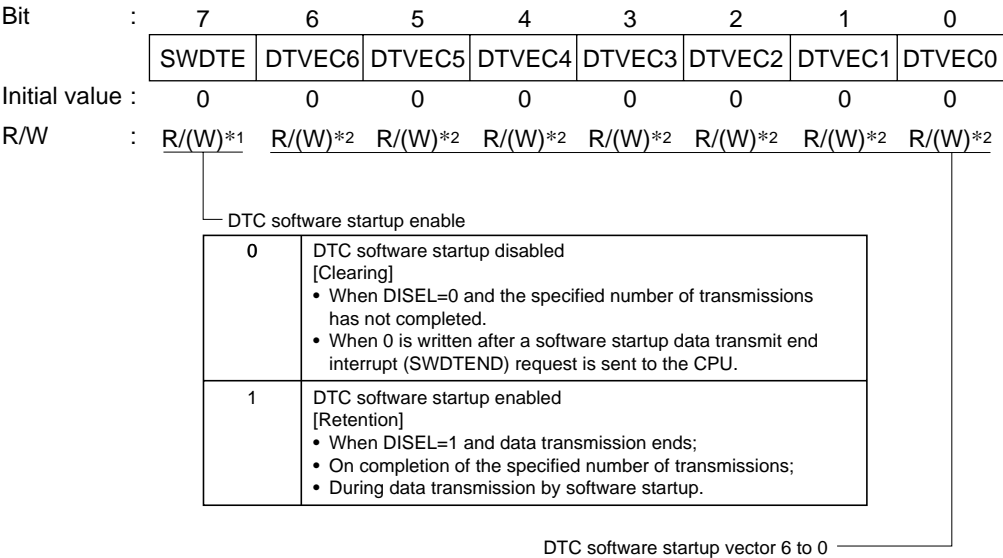 Bit : 7 6 5 4 3 2 1 0
SWDTE DTVEC6 DTVEC5 DTVEC4 DTVEC3 DTVEC2 DTVEC1 DTVEC0
Initial value : 0 0 0 0 0 0 0 0
R/W : R/(W)*1 R/(W)*2 R/(W)*2 R/(W)*2 R/(W)*2 R/(W)*2 R/(W)*2 R/(W)*2
DTC software startup enable
0 DTC software startup disabled
[Clearing]
• When DISEL=0 and the specified number of transmissions
has not completed.
• When 0 is written after a software startup data transmit end
interrupt (SWDTEND) request is sent to the CPU.
1 DTC software startup enabled
[Retention]
• When DISEL=1 and data transmission ends;
• On completion of the specified number of transmissions;
• During data transmission by software startup.
DTC software startup vector 6 to 0